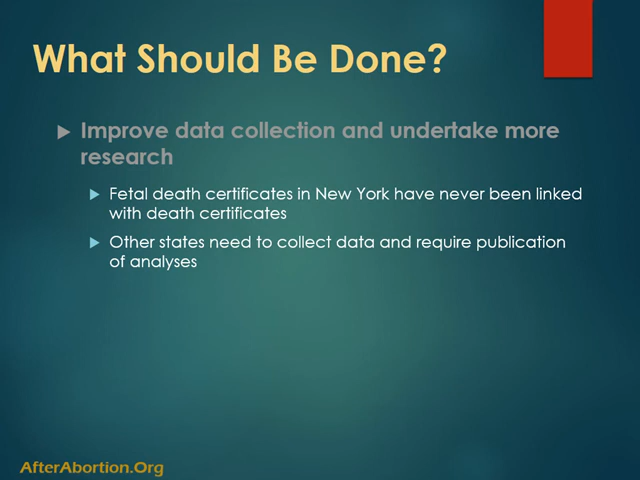 What Should Be Done?
Improve data collection and undertake more
research
Fetal death certificates in New York have never been linked
with death certificates
Other states need to collect data and require publication
of analyses
AfterAbortion.Org